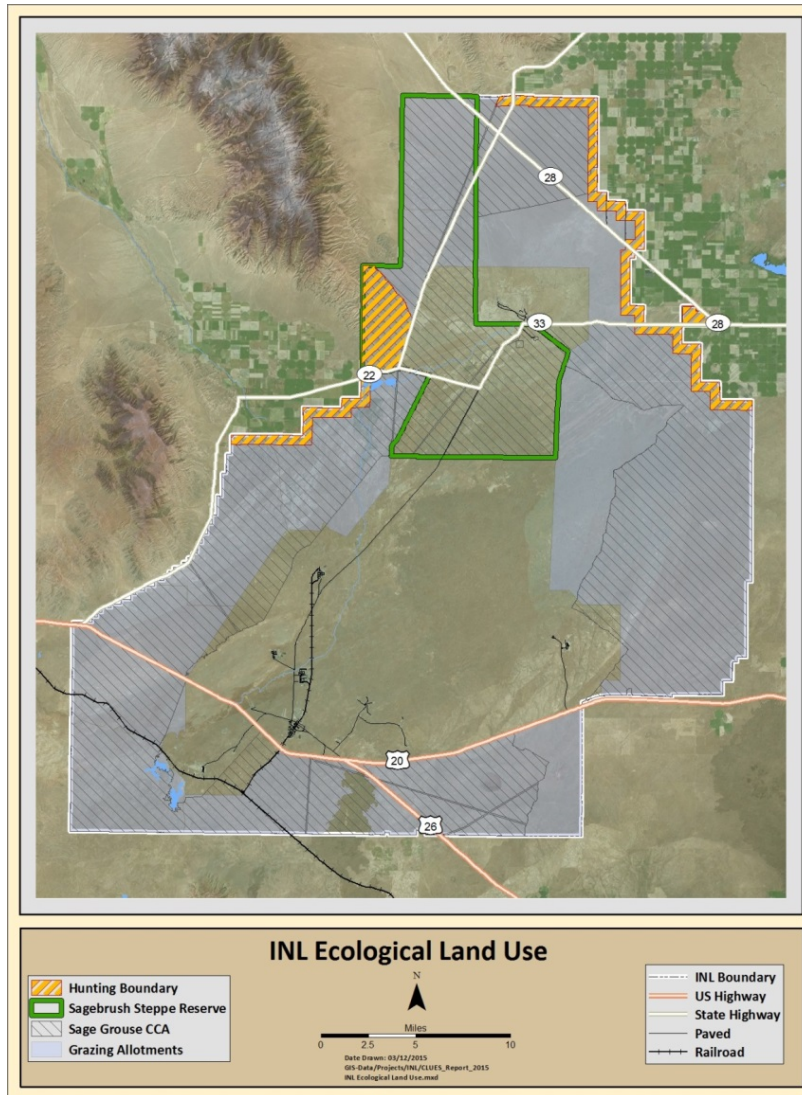 28
33
28
22
20
26
INL Ecological Land Use
Hunting Boundary
Sagebrush Steppe Reserve
Sage Grouse CCA
Grazing Allotments
N
Miles
0 2.5 5 10
Date Drawn: 03/12/2015
GIS-Data/Projects/INL/CLUES_Report_2015
INL Ecological Land Use.mxd
INL Boundary
US Highway
State Highway
Paved
Railroad